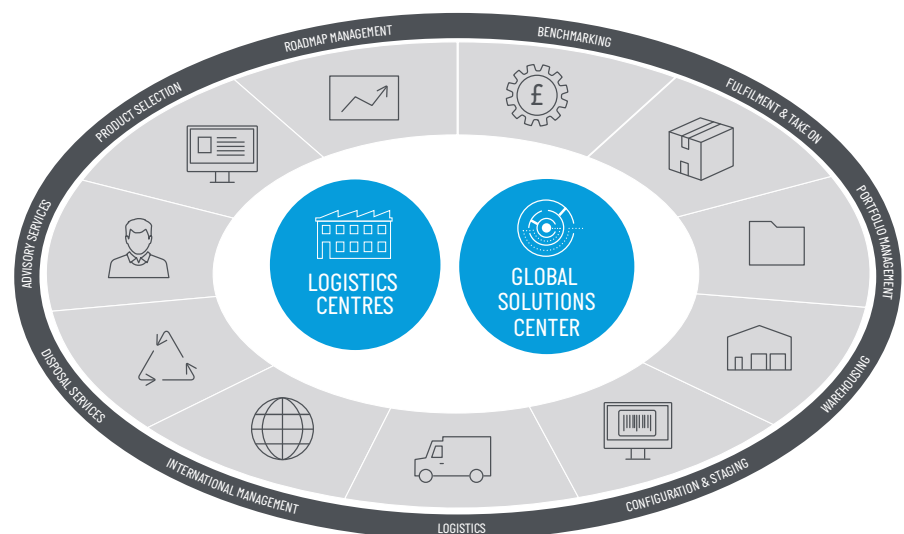 ROADMAP MANAGEMENT
BENCHMARKING
FULFILMENT & TAKE ON
PORTFOLIO MANAGEMENT
WAREHOUSING
CONFIGURATION & STAGING
LOGISTICS
INTERNATIONAL MANAGEMENT
DISPOSAL SERVICES
ADVISORY SERVICES
PRODUCT SELECTION
£
LOGISTICS
CENTRES
GLOBAL
SOLUTIONS
CENTER